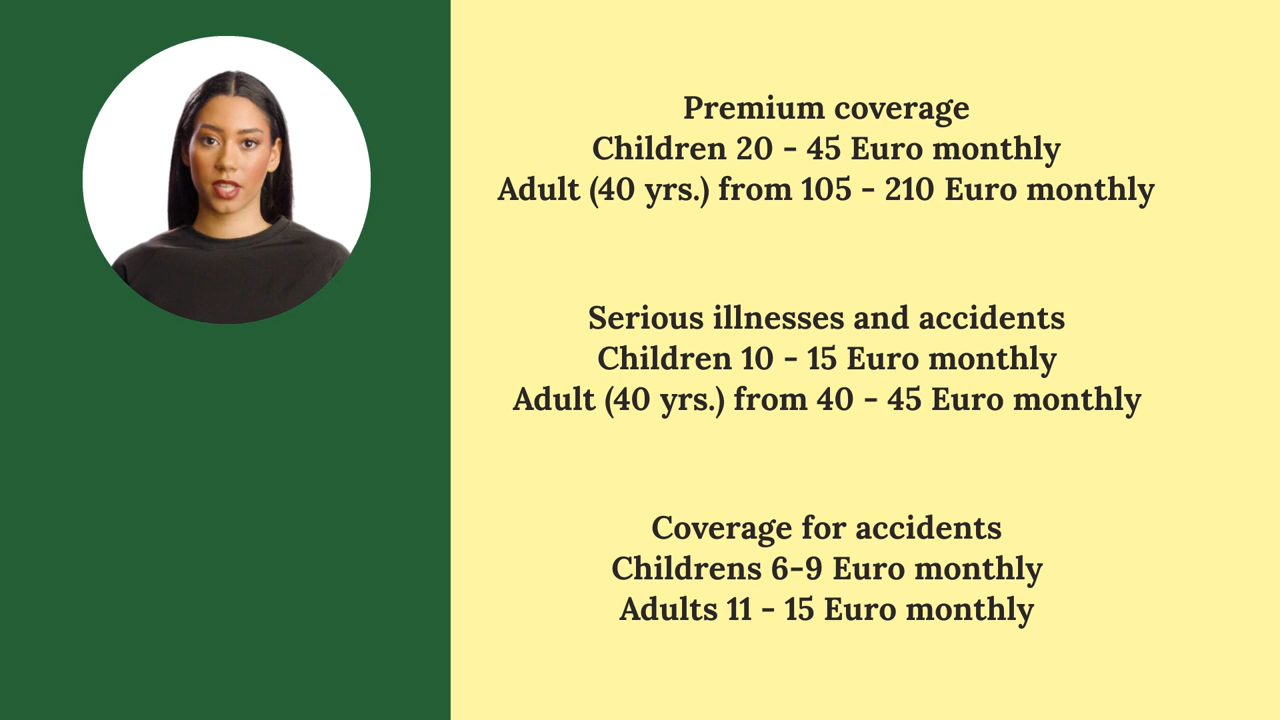 Premium coverage
Children 20 - 45 Euro monthly
Adult (40 yrs.) from 105 - 210 Euro monthly
Serious illnesses and accidents
Children 10 - 15 Euro monthly
Adult (40 yrs.) from 40 - 45 Euro monthly
Coverage for accidents
Childrens 6-9 Euro monthly
Adults 11 - 15 Euro monthly